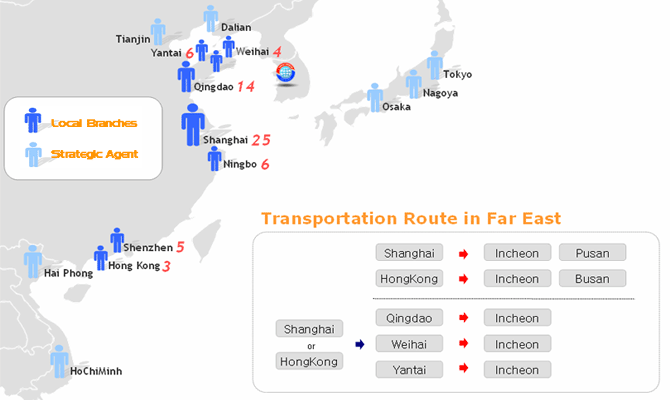 Dalian
Tianjin
Yantai 6
Weihai 4
Qingdao 14
Tokyo
Nagoya
Osaka
Local Branches
Strategic Agent
Shanghai 25
Ningbo 6
Transportation Route in Far East
Shenzhen 5
Hong Kong 3
Hai Phong
HoChiMinh
Shanghai Incheon Pusan
HongKong Incheon Busan
Shanghai
or
HongKong
Qingdao Incheon
Weihai Incheon
Yantai Incheon